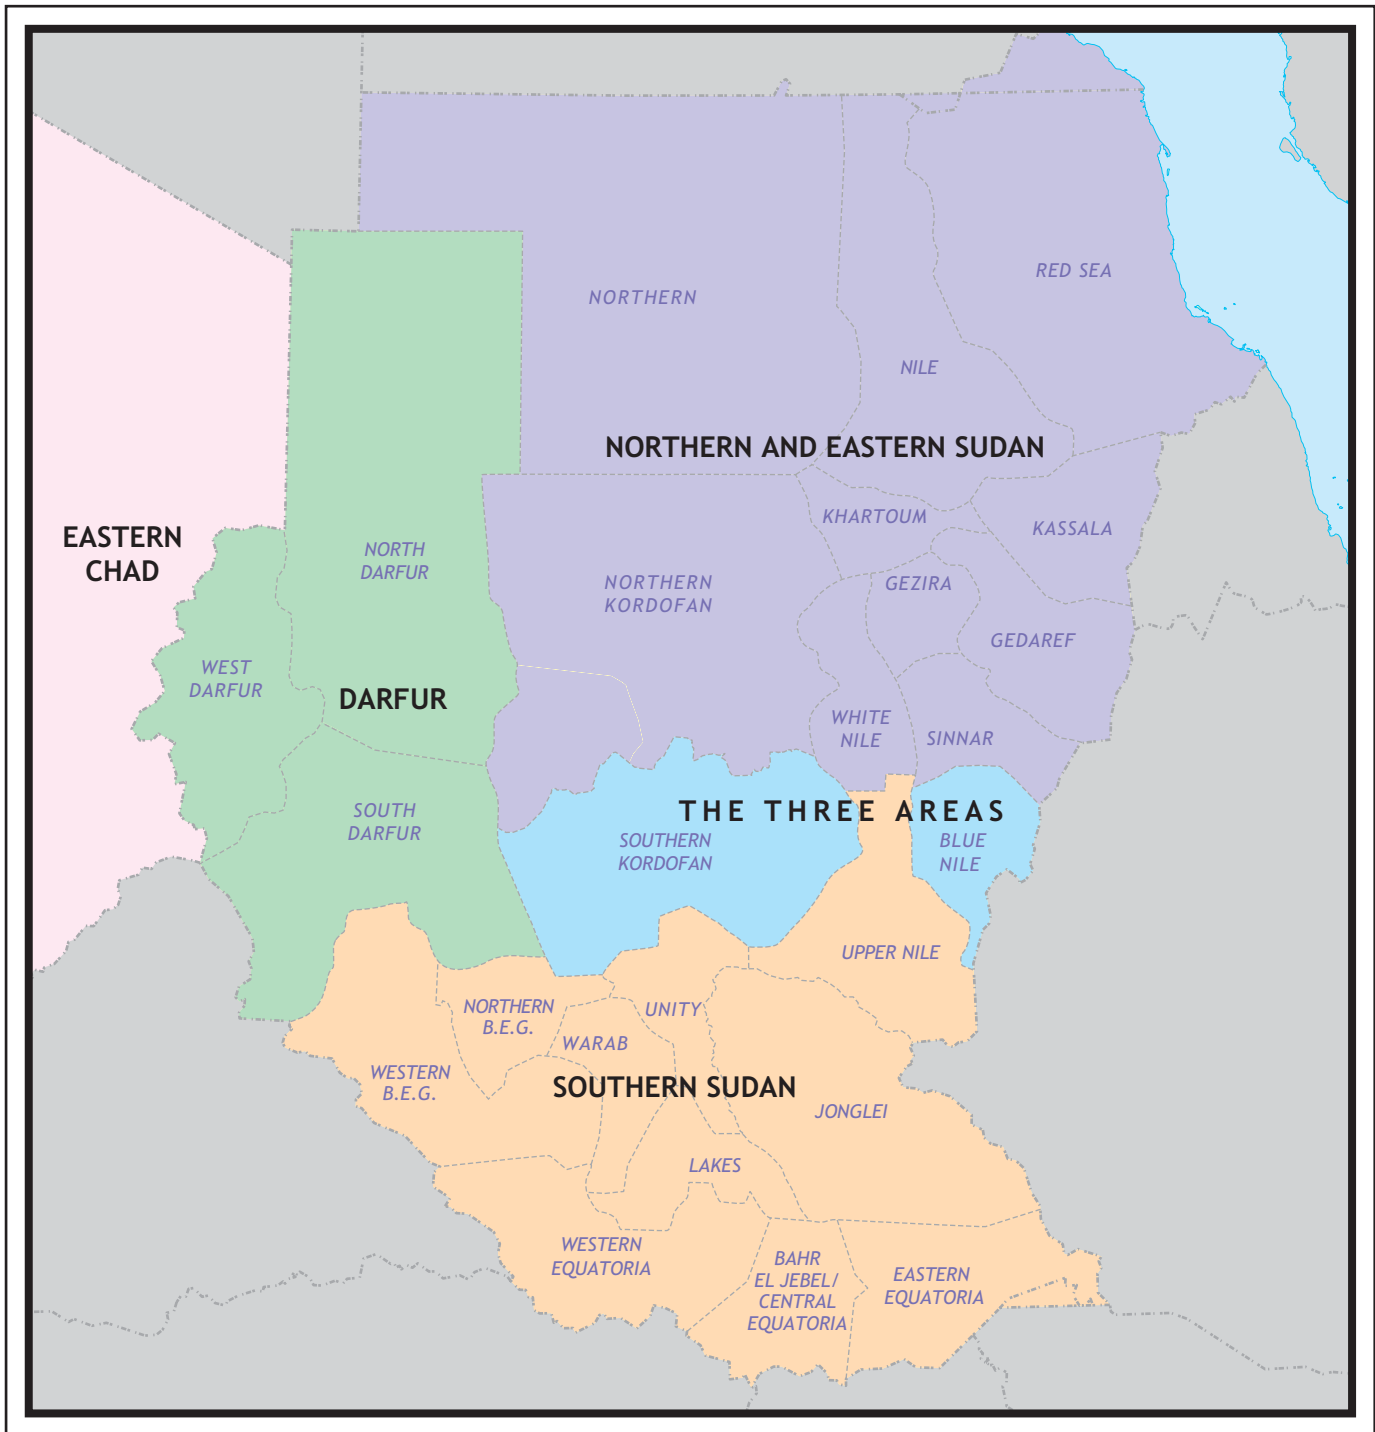 RED SEA
NORTHERN
NILE
NORTHERN AND EASTERN SUDAN
KHARTOUM
KASSALA
EASTERN
CHAD
NORTH
DARFUR
NORTHERN
KORDOFAN
GEZIRA
GEDAREF
WEST
DARFUR
DARFUR
WHITE
NILE
SINNAR
THE THREE AREAS
SOUTH
DARFUR
SOUTHERN
KORDOFAN
BLUE
NILE
UPPER NILE
NORTHERN
B.E.G.
UNITY
WARAB
WESTERN
B.E.G.
SOUTHERN SUDAN
JONGLEI
LAKES
WESTERN
EQUATORIA
BAHR
EL JEBEL/
CENTRAL
EQUATORIA
EASTERN
EQUATORIA